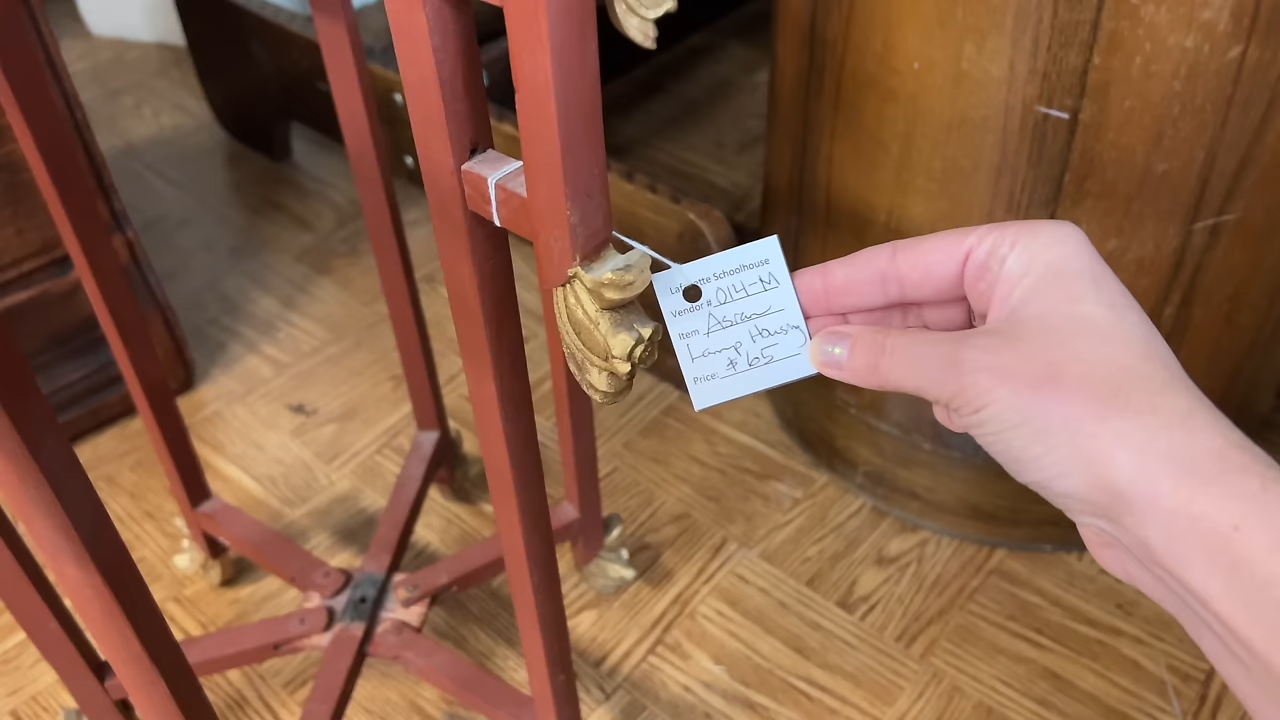 Lafayette Schoolhouse
Vendor # 014-M
Item Asian
Lamp Housing
Price: $65